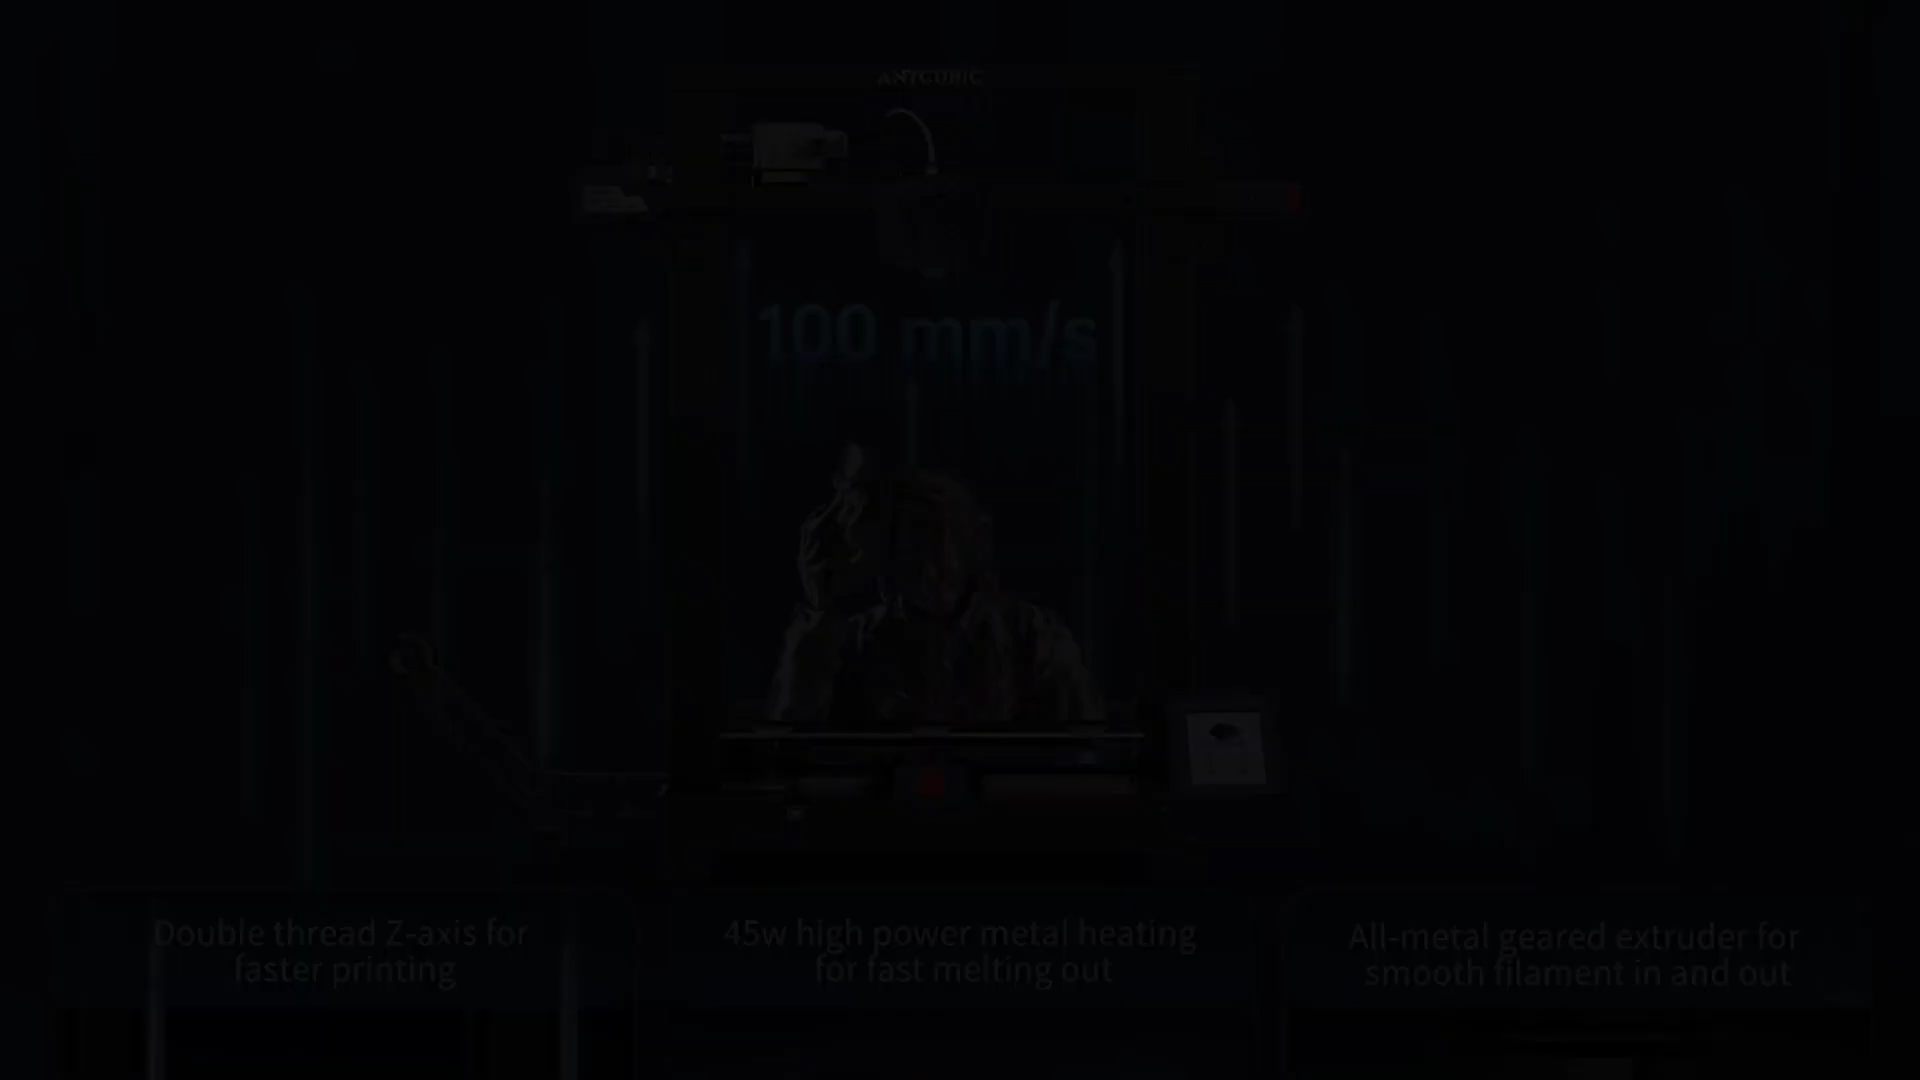 ANYCUBIC
100 mm/s
Double thread Z-axis for
faster printing
45w high power metal heating
for fast melting out
All-metal geared extruder for
smooth filament in and out